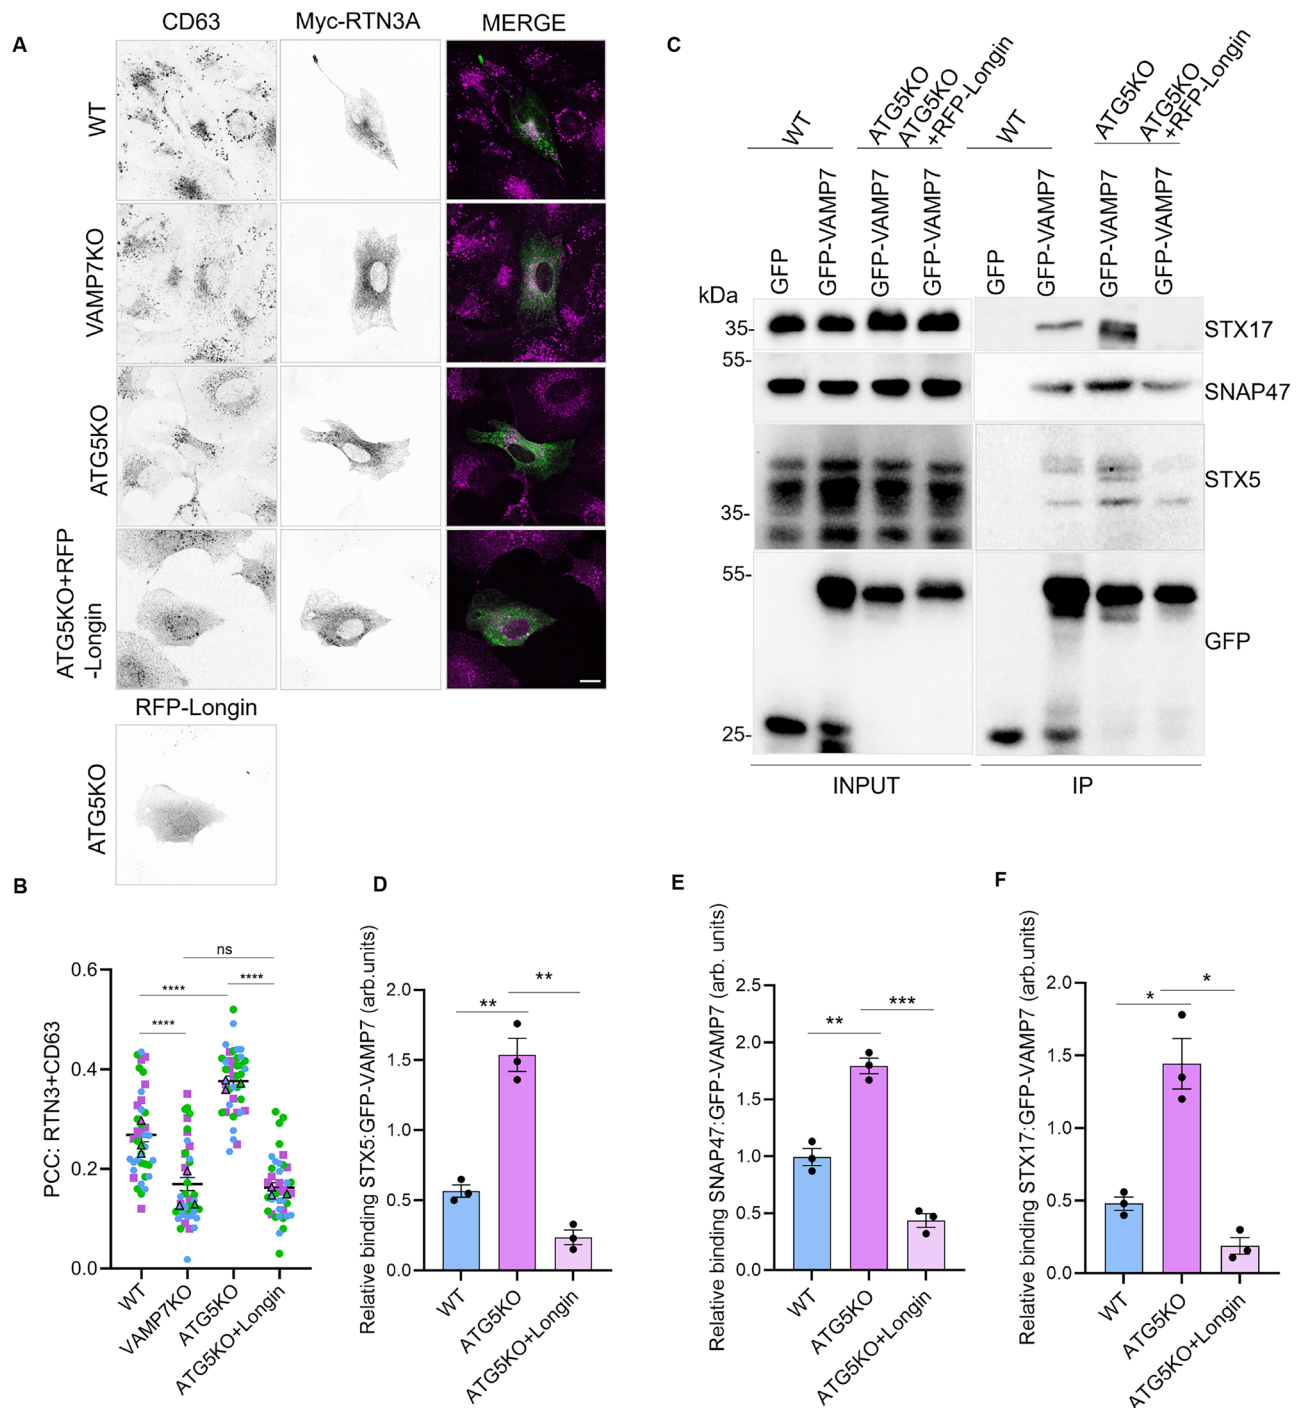 A
CD63
Myc-RTN3A
MERGE
WT
VAMP7KO
ATG5KO
ATG5KO+RFP
-Longin
RFP-Longin
ATG5KO
C
WT
ATG5KO
ATG5KO
+RFP-Longin
WT
ATG5KO
ATG5KO
+RFP-Longin
GFP
GFP-VAMP7
GFP-VAMP7
GFP-VAMP7
GFP
GFP-VAMP7
GFP-VAMP7
GFP-VAMP7
kDa
35-
STX17
55-
SNAP47
STX5
35-
55-
GFP
25-
INPUT
IP
B
PCC: RTN3+CD63
0.6
0.4
0.2
0.0
ns
****
****
****
WT
VAMP7KO
ATG5KO
ATG5KO+Longin
D
Relative binding STX5:GFP-VAMP7 (arb.units)
2.0
1.5
1.0
0.5
0.0
**
**
WT
ATG5KO
ATG5KO+Longin
E
Relative binding SNAP47:GFP-VAMP7 (arb. units)
2.5
2.0
1.5
1.0
0.5
0.0
**
***
WT
ATG5KO
ATG5KO+Longin
F
Relative binding STX17:GFP-VAMP7 (arb.units)
2.0
1.5
1.0
0.5
0.0
*
*
WT
ATG5KO
ATG5KO+Longin